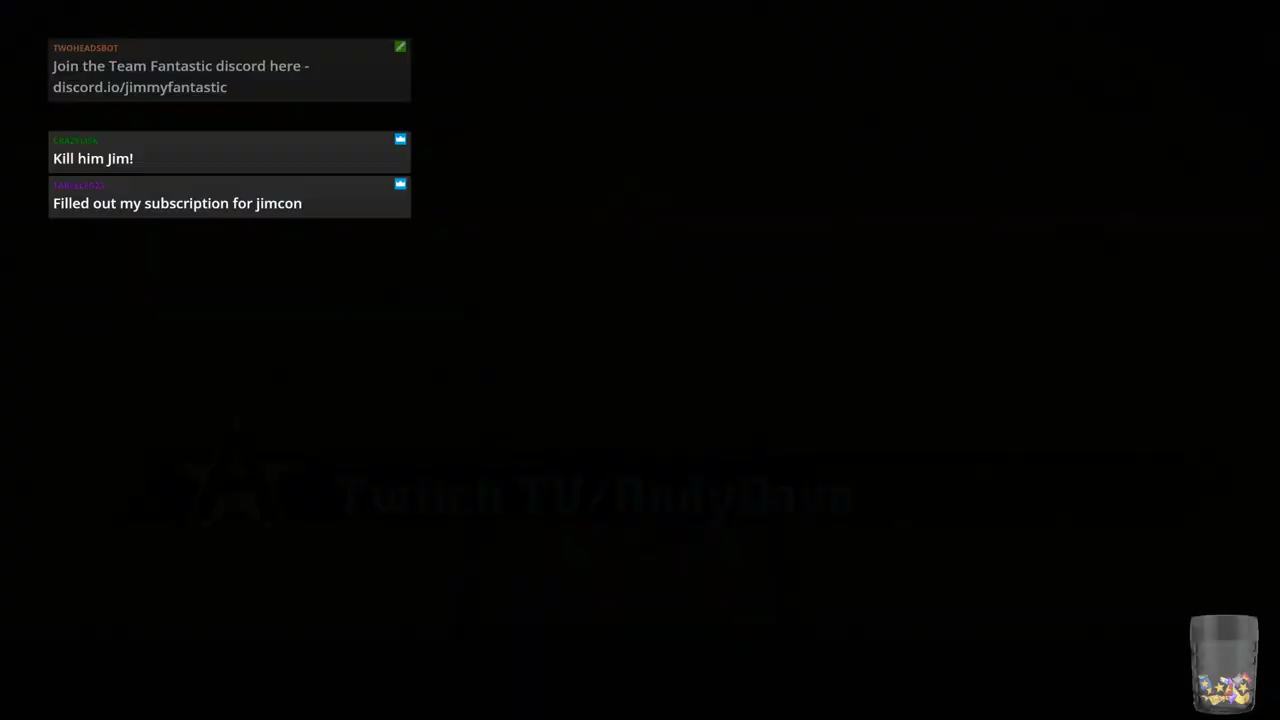 TWOHEADSBOT
Join the Team Fantastic discord here -
discord.io/jimmyfantastic
Kill him Jim!
Filled out my subscription for jimcon